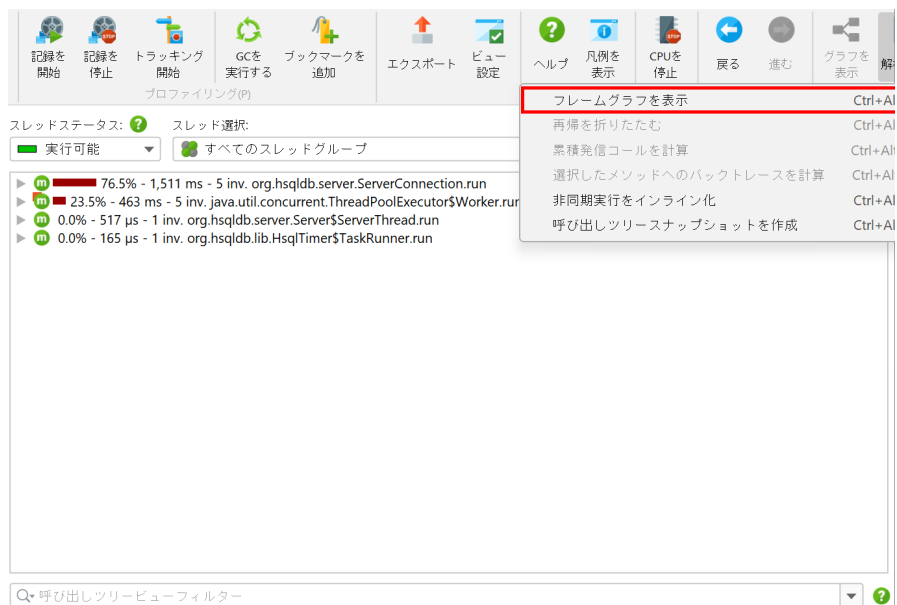 記録を
開始
記録を
停止
トラッキング
開始
GCを
実行する
ブックマークを
追加
エクスポート
ビュー
設定
ヘルプ
凡例を
表示
CPUを
停止
戻る
進む
グラフを
表示
解
プロファイリング(P)
フレームグラフを表示 Ctrl+Al
再帰を折りたたむ Ctrl+Al
累積発信コールを計算 Ctrl+Alt
選択したメソッドへのバックトレースを計算 Ctrl+Al
非同期実行をインライン化 Ctrl+Al
呼び出しツリースナップショットを作成 Ctrl+Al
スレッドステータス: スレッド選択:
実行可能 すべてのスレッドグループ
76.5% - 1,511 ms - 5 inv. org.hsqldb.server.ServerConnection.run
23.5% - 463 ms - 5 inv. java.util.concurrent.ThreadPoolExecutor$Worker.run
0.0% - 517 µs - 1 inv. org.hsqldb.server.Server$ServerThread.run
0.0% - 165 µs - 1 inv. org.hsqldb.lib.HsqlTimer$TaskRunner.run
呼び出しツリービューフィルター